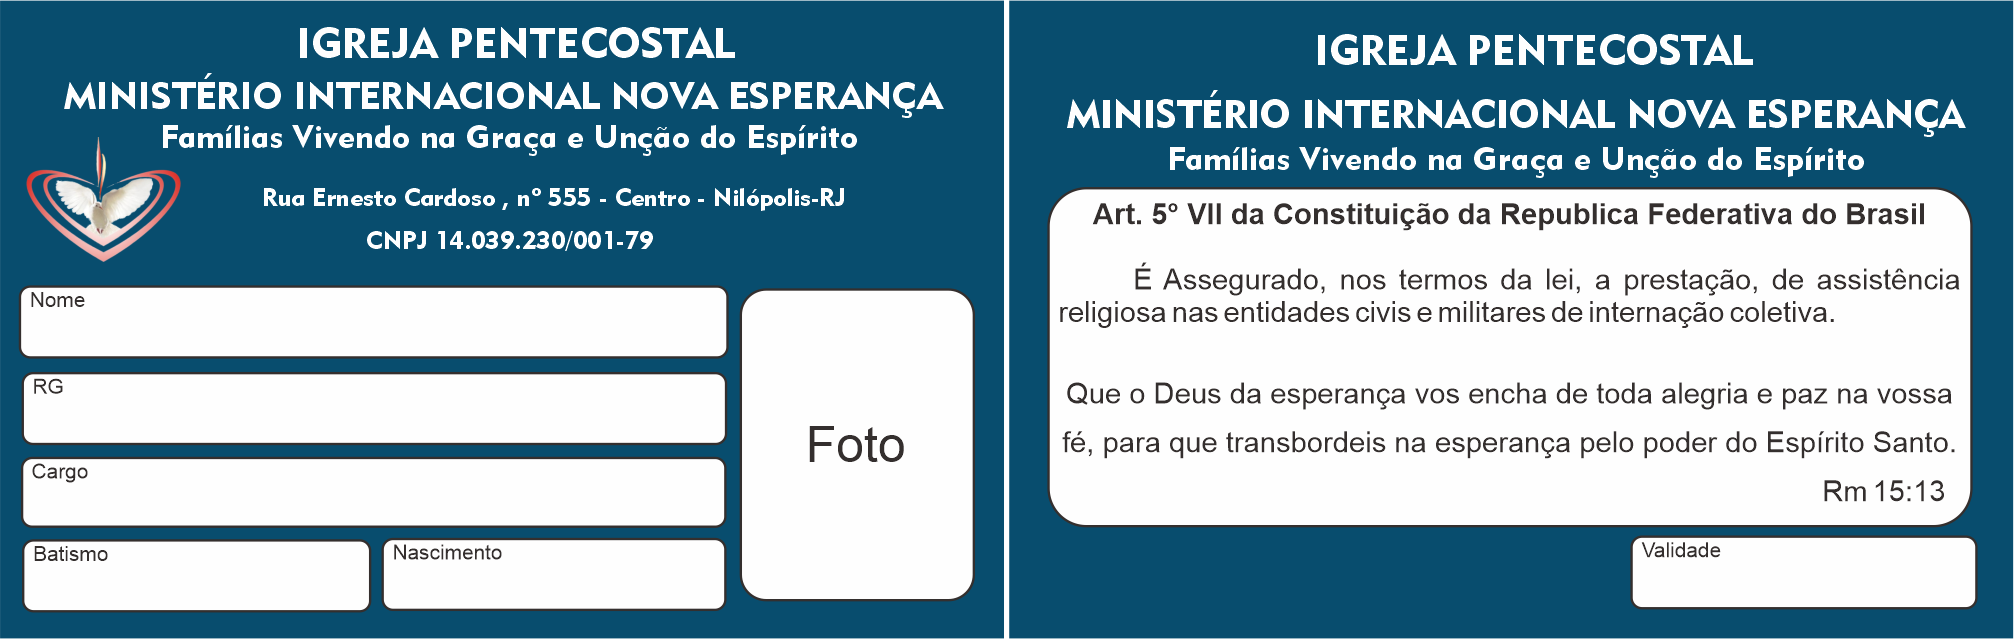 IGREJA PENTECOSTAL
MINISTÉRIO INTERNACIONAL NOVA ESPERANÇA
Famílias Vivendo na Graça e Unção do Espírito
Rua Ernesto Cardoso , nº 555 - Centro - Nilópolis-RJ
CNPJ 14.039.230/001-79
Nome
RG
Cargo
Batismo
Nascimento
Foto
IGREJA PENTECOSTAL
MINISTÉRIO INTERNACIONAL NOVA ESPERANÇA
Famílias Vivendo na Graça e Unção do Espírito
Art. 5º VII da Constituição da Republica Federativa do Brasil
É Assegurado, nos termos da lei, a prestação, de assistência
religiosa nas entidades civis e militares de internação coletiva.
Que o Deus da esperança vos encha de toda alegria e paz na vossa
fé, para que transbordeis na esperança pelo poder do Espírito Santo.
Rm 15:13
Validade